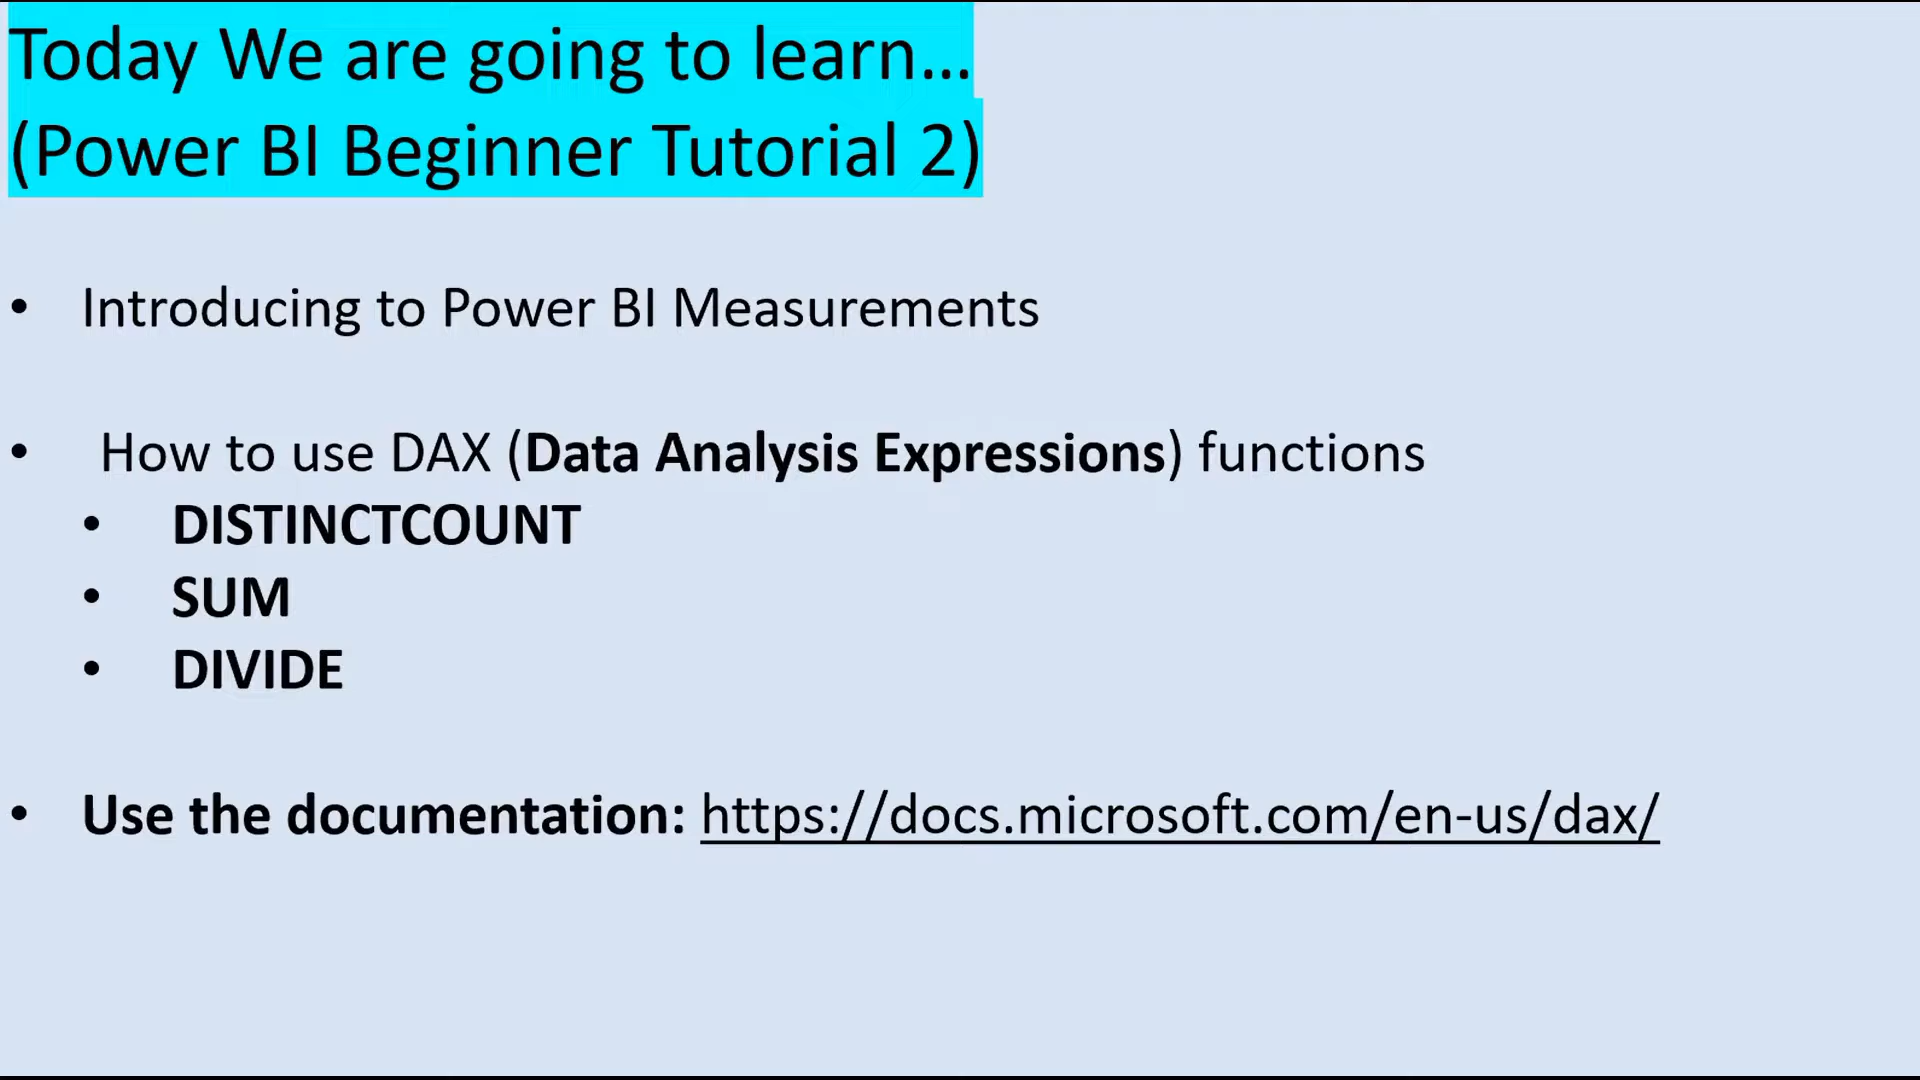 Today We are going to learn...
(Power BI Beginner Tutorial 2)
• Introducing to Power BI Measurements
• How to use DAX (Data Analysis Expressions) functions
• DISTINCTCOUNT
• SUM
• DIVIDE
• Use the documentation: https://docs.microsoft.com/en-us/dax/